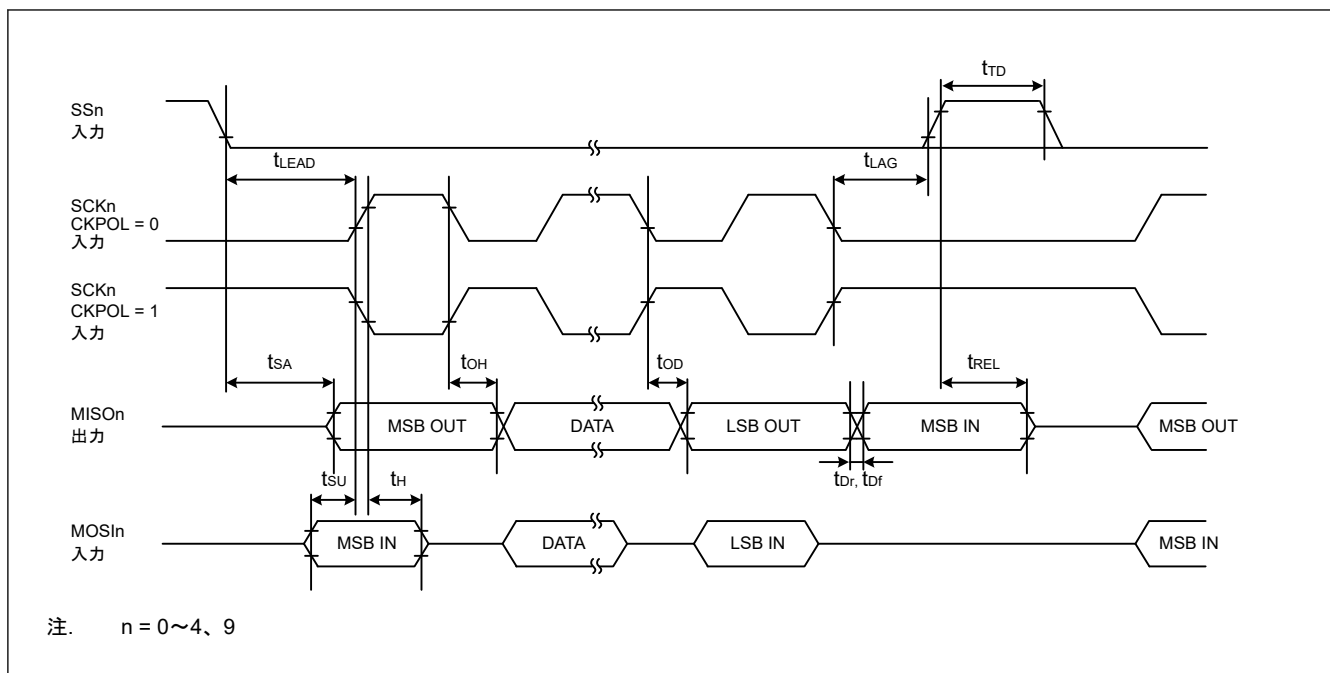 tTD
SSn
入力
tLEAD
tLAG
SCKn
CKPOL = 0
入力
SCKn
CKPOL = 1
入力
tSA
tOH
tOD
tREL
MISOn
出力
MSB OUT
DATA
LSB OUT
MSB IN
MSB OUT
tSU
tH
tDr, tDf
MOSIn
入力
MSB IN
DATA
LSB IN
MSB IN
注. n = 0～4、9